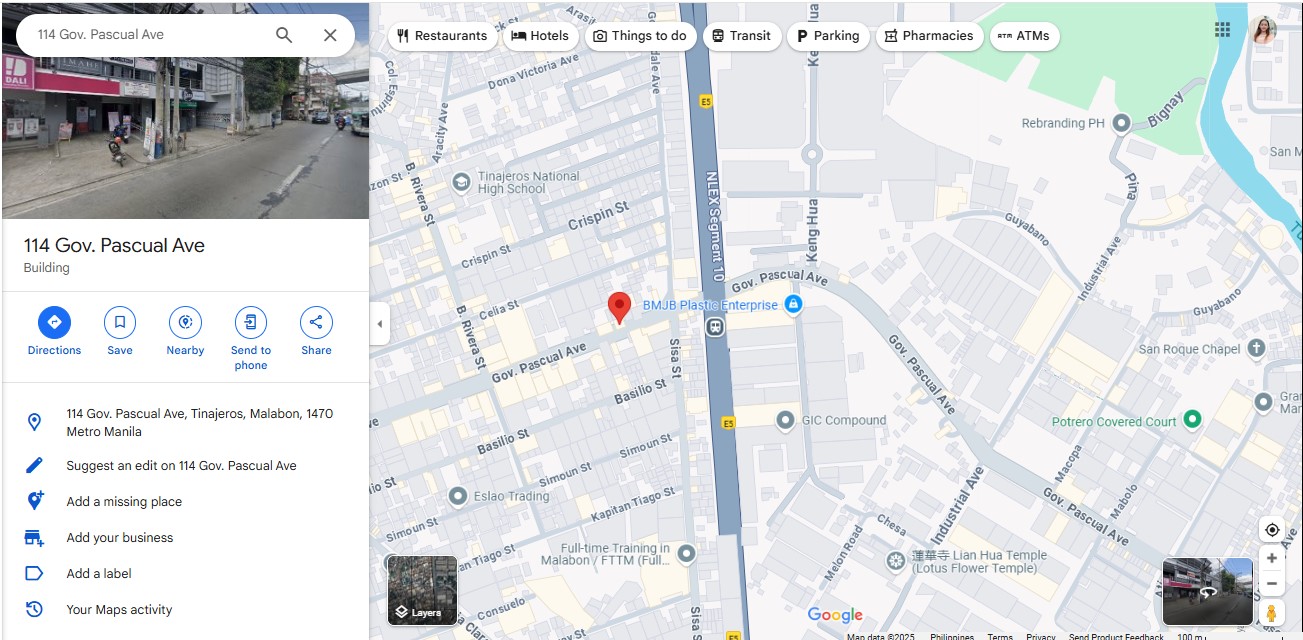 114 Gov. Pascual Ave
DALI
114 Gov. Pascual Ave
Building
Directions
Save
Nearby
Send to
phone
Share
114 Gov. Pascual Ave, Tinajeros, Malabon, 1470
Metro Manila
Suggest an edit on 114 Gov. Pascual Ave
Add a missing place
Add your business
Add a label
Your Maps activity
Restaurants
Hotels
Things to do
Transit
Parking
Pharmacies
ATM
ATMs
Dona Victoria Ave
Aracity Ave
B. Rivera St
Tinajeros National
High School
Crispin St
Crispin St
Celia St
B. Rivera St
Gov. Pascual Ave
Basilio St
Basilio St
Simoun St
Simoun St
Eslao Trading
Kapitan Tiago St
Full-time Training in
Malabon / FTTM (Full...
Consuelo
Sisa St
Sisa S
E5
NLEX Segment 10
E5
E5
Keng Hua
Gov. Pascual Ave
BMJB Plastic Enterprise
Gov. Pascual Ave
GIC Compound
Rebranding PH
Bignay
Pina
San M
Guyabano
Industrial Ave
Guyabano
San Roque Chapel
Gran
Mar
Potrero Covered Court
Macopa
Mabolo
Gov. Pascual Ave
Industrial Ave
Chesa
Melon Road
蓮華寺 Lian Hua Temple
(Lotus Flower Temple)
Layers
Google
Map data ©2025
Philippines
Terms
Privacy
Send Product Feedback
100 m